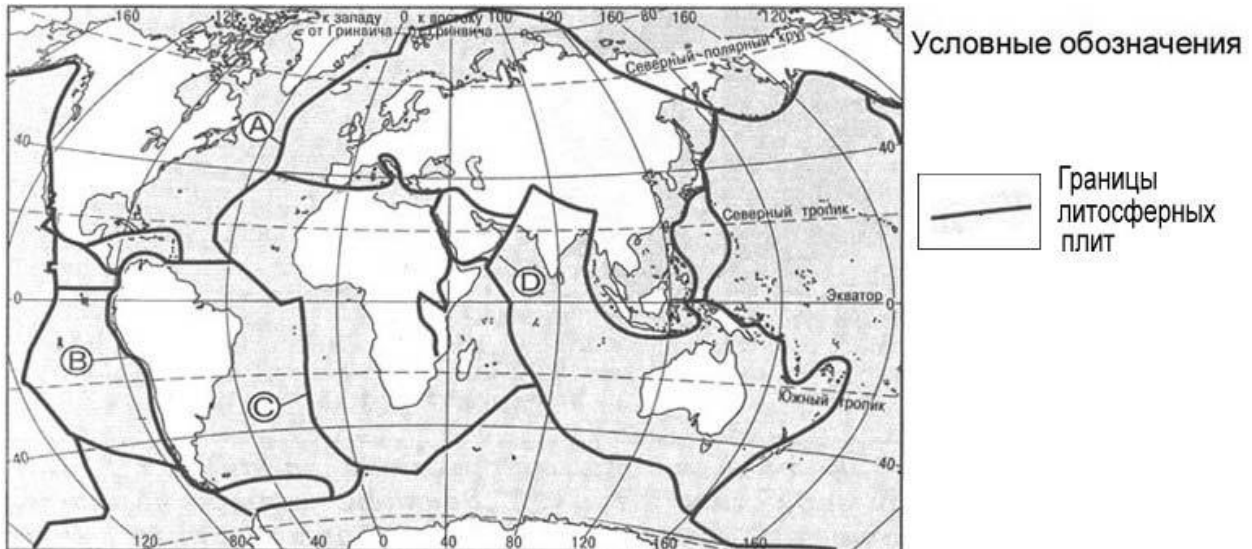 160 120 к западу 0 к востоку 100 120 160 80 160 120
от Гринвича от Гринвича
Условные обозначения
Северный полярный круг
A
40 40
Границы
литосферных
плит
Северный тропик
D
Экватор
0 0
B
C
Южный тропик
40 40
120 80 40 0 40 80 120 160 160 120